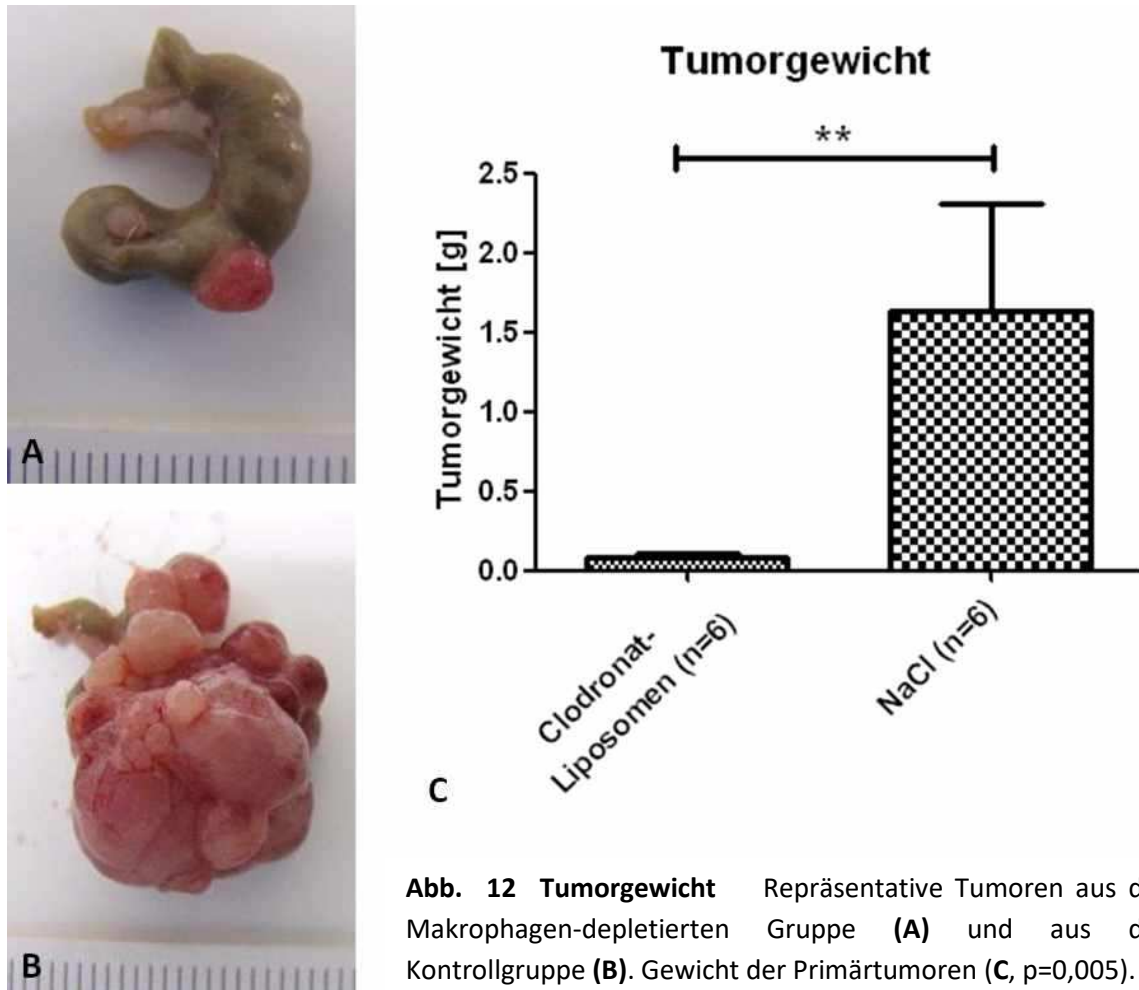 A
B
Tumorgewicht
**
Tumorgewicht [g]
2.5
2.0
1.5
1.0
0.5
0.0
Clodronat-
Liposomen (n=6)
NaCl (n=6)
C
Abb. 12 Tumorgewicht Repräsentative Tumoren aus d
Makrophagen-depletierten Gruppe (A) und aus d
Kontrollgruppe (B). Gewicht der Primärtumoren (C, p=0,005).